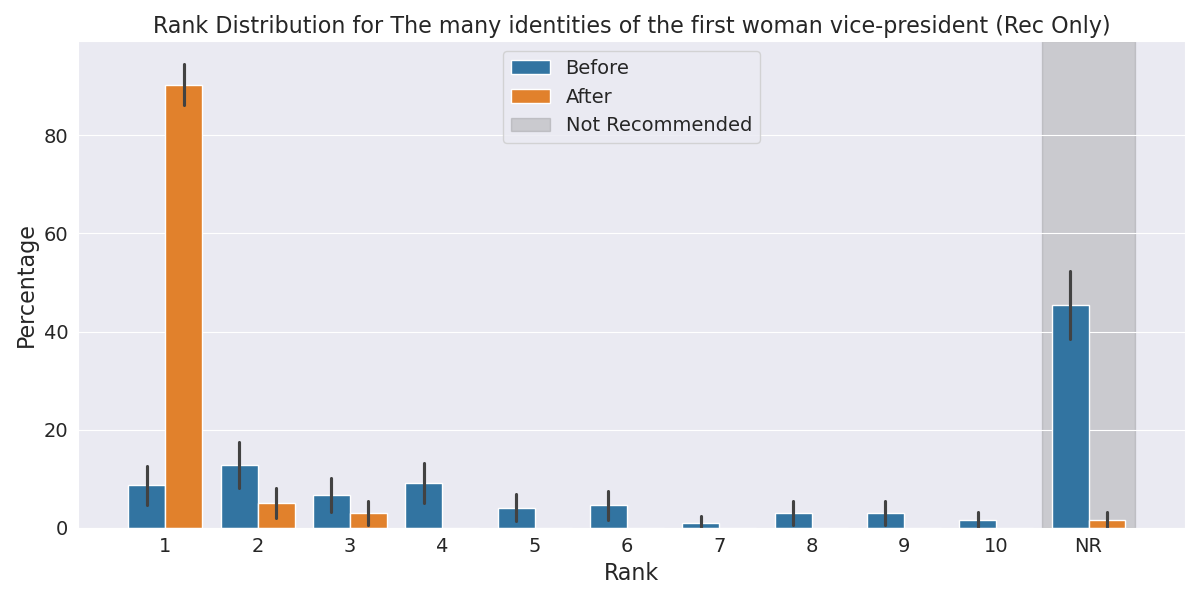 Rank Distribution for The many identities of the first woman vice-president (Rec Only)
Before
After
Not Recommended
Percentage
80
60
40
20
0
1 2 3 4 5 6 7 8 9 10 NR
Rank